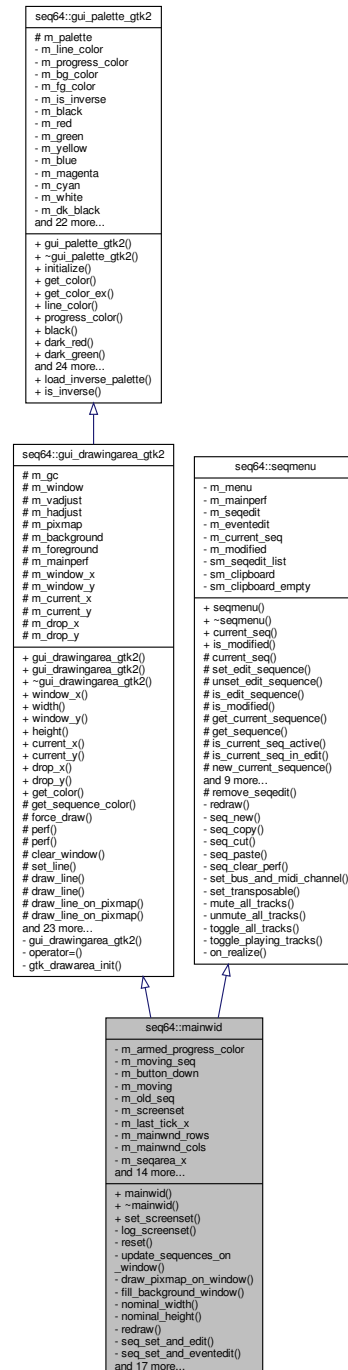 seq64::gui_palette_gtk2
# m_palette
- m_line_color
- m_progress_color
- m_bg_color
- m_fg_color
- m_is_inverse
- m_black
- m_red
- m_green
- m_yellow
- m_blue
- m_magenta
- m_cyan
- m_white
- m_dk_black
and 22 more...
+ gui_palette_gtk2()
+ ~gui_palette_gtk2()
+ initialize()
+ get_color()
+ get_color_ex()
+ line_color()
+ progress_color()
+ black()
+ dark_red()
+ dark_green()
and 24 more...
+ load_inverse_palette()
+ is_inverse()
seq64::gui_drawingarea_gtk2
# m_gc
# m_window
# m_vadjust
# m_hadjust
# m_pixmap
# m_background
# m_foreground
# m_mainperf
# m_window_x
# m_window_y
# m_current_x
# m_current_y
# m_drop_x
# m_drop_y
+ gui_drawingarea_gtk2()
+ gui_drawingarea_gtk2()
+ ~gui_drawingarea_gtk2()
+ window_x()
+ width()
+ window_y()
+ height()
+ current_x()
+ current_y()
+ drop_x()
+ drop_y()
+ get_color()
# get_sequence_color()
# force_draw()
# perf()
# perf()
# clear_window()
# set_line()
# draw_line()
# draw_line()
# draw_line_on_pixmap()
# draw_line_on_pixmap()
and 23 more...
- gui_drawingarea_gtk2()
- operator=()
- gtk_drawarea_init()
seq64::seqmenu
- m_menu
- m_mainperf
- m_seqedit
- m_eventedit
- m_current_seq
- m_modified
- sm_seqedit_list
- sm_clipboard
- sm_clipboard_empty
+ seqmenu()
+ ~seqmenu()
+ current_seq()
+ is_modified()
# current_seq()
# set_edit_sequence()
# unset_edit_sequence()
# is_edit_sequence()
# is_modified()
# get_current_sequence()
# get_sequence()
# is_current_seq_active()
# is_current_seq_in_edit()
# new_current_sequence()
and 9 more...
# remove_seqedit()
- redraw()
- seq_new()
- seq_copy()
- seq_cut()
- seq_paste()
- seq_clear_perf()
- set_bus_and_midi_channel()
- set_transposable()
- mute_all_tracks()
- unmute_all_tracks()
- toggle_all_tracks()
- toggle_playing_tracks()
- on_realize()
seq64::mainwid
- m_armed_progress_color
- m_moving_seq
- m_button_down
- m_moving
- m_old_seq
- m_screenset
- m_last_tick_x
- m_mainwnd_rows
- m_mainwnd_cols
- m_seqarea_x
and 14 more...
+ mainwid()
+ ~mainwid()
+ set_screenset()
- log_screenset()
- reset()
- update_sequences_on
_window()
- draw_pixmap_on_window()
- fill_background_window()
- nominal_width()
- nominal_height()
- redraw()
- seq_set_and_edit()
- seq_set_and_eventedit()
and 17 more...